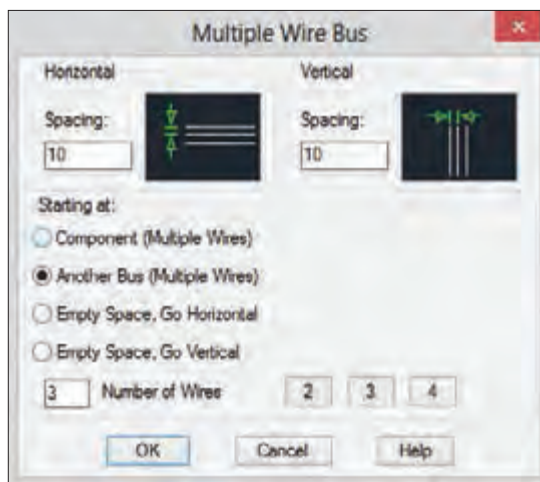 Multiple Wire Bus
x
Horizontal Vertical
Spacing: Spacing:
10 10
Starting at:
Component (Multiple Wires)
Another Bus (Multiple Wires)
Empty Space, Go Horizontal
Empty Space, Go Vertical
3 Number of Wires 2 3 4
OK Cancel Help